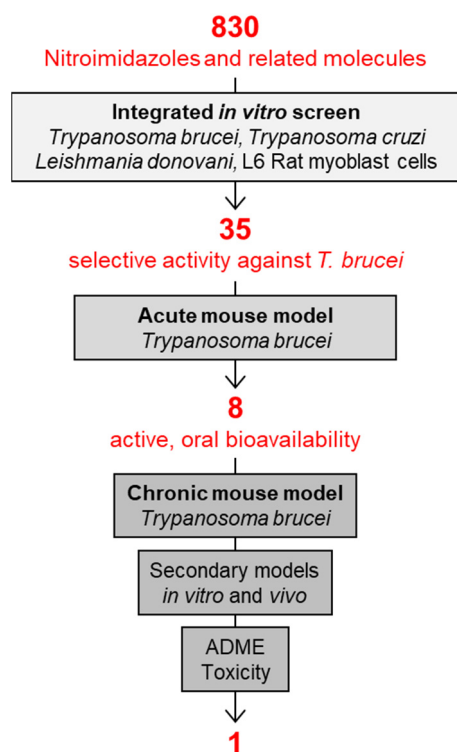 830
Nitroimidazoles and related molecules
Integrated in vitro screen
Trypanosoma brucei, Trypanosoma cruzi
Leishmania donovani, L6 Rat myoblast cells
35
selective activity against T. brucei
Acute mouse model
Trypanosoma brucei
8
active, oral bioavailability
Chronic mouse model
Trypanosoma brucei
Secondary models
in vitro and vivo
ADME
Toxicity
1